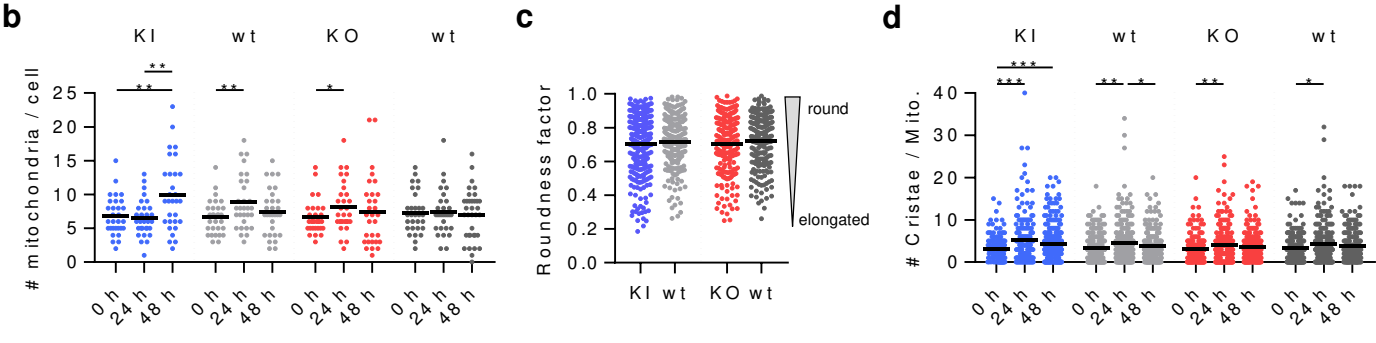 b
KI wt KO wt
** ** ** *
# mitochondria / cell
25
20
15
10
5
0
0 h 24 h 48 h 0 h 24 h 48 h 0 h 24 h 48 h 0 h 24 h 48 h
c
Roundness factor
1.0
0.8
0.6
0.4
0.2
0.0
round
elongated
KI wt KO wt
d
KI wt KO wt
*** *** ** * ** *
# Cristae / Mito.
40
30
20
10
0
0 h 24 h 48 h 0 h 24 h 48 h 0 h 24 h 48 h 0 h 24 h 48 h